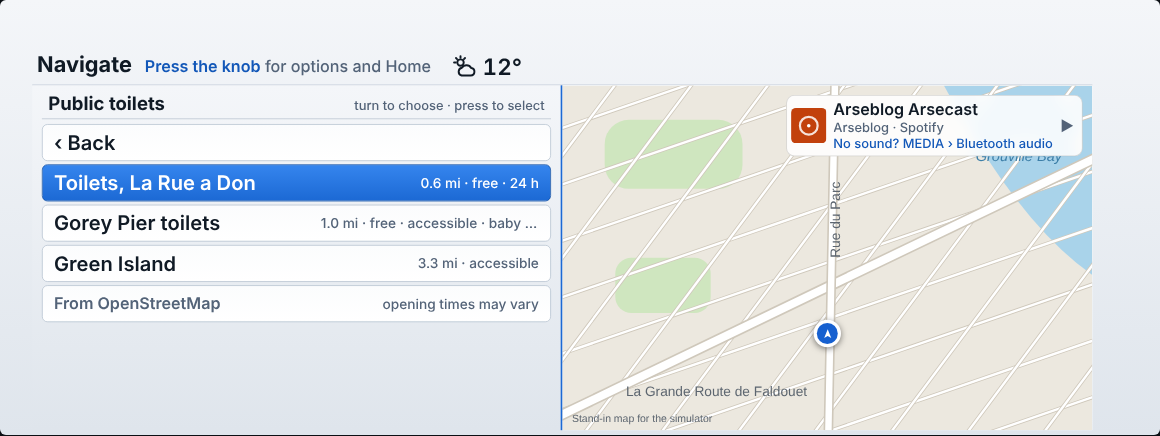 Navigate Press the knob for options and Home 12°
Public toilets turn to choose · press to select
‹ Back
Toilets, La Rue a Don 0.6 mi · free · 24 h
Gorey Pier toilets 1.0 mi · free · accessible · baby ...
Green Island 3.3 mi · accessible
From OpenStreetMap opening times may vary
Arseblog Arsecast
Arseblog · Spotify
No sound? MEDIA › Bluetooth audio
Grouville Bay
Rue du Parc
La Grande Route de Faldouet
Stand-in map for the simulator